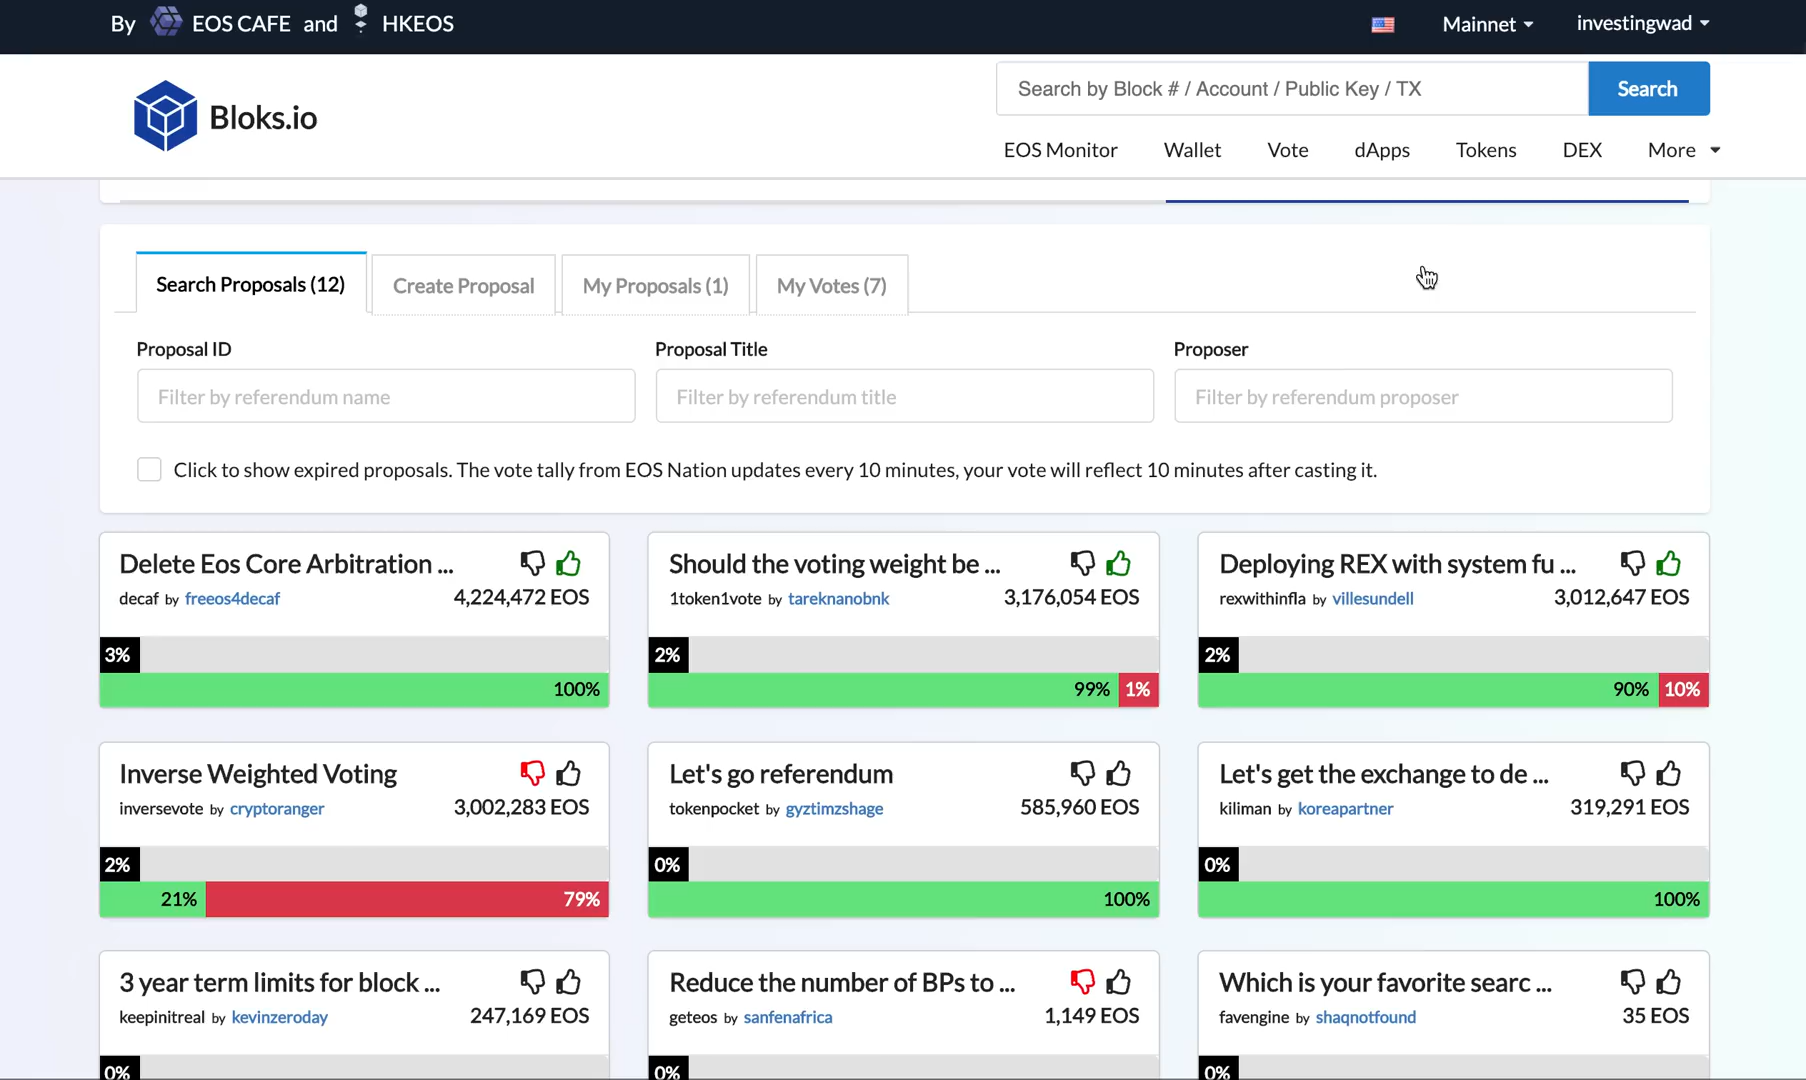 By EOS CAFE and HKEOS
Mainnet
investingwad
Bloks.io
Search by Block # / Account / Public Key / TX
Search
EOS Monitor
Wallet
Vote
dApps
Tokens
DEX
More
Search Proposals (12)
Create Proposal
My Proposals (1)
My Votes (7)
Proposal ID
Proposal Title
Proposer
Filter by referendum name
Filter by referendum title
Filter by referendum proposer
Click to show expired proposals. The vote tally from EOS Nation updates every 10 minutes, your vote will reflect 10 minutes after casting it.
Delete Eos Core Arbitration ...
decaf by freeos4decaf
4,224,472 EOS
3%
100%
Should the voting weight be ...
1token1vote by tareknanobnk
3,176,054 EOS
2%
99% 1%
Deploying REX with system fu ...
rexwithinfla by villesundell
3,012,647 EOS
2%
90% 10%
Inverse Weighted Voting
inversevote by cryptoranger
3,002,283 EOS
2%
21% 79%
Let's go referendum
tokenpocket by gyztimzshage
585,960 EOS
0%
100%
Let's get the exchange to de ...
kiliman by koreapartner
319,291 EOS
0%
100%
3 year term limits for block ...
keepinitreal by kevinzeroday
247,169 EOS
0%
Reduce the number of BPs to ...
geteos by sanfenafrica
1,149 EOS
0%
Which is your favorite searc ...
favengine by shaqnotfound
35 EOS
0%